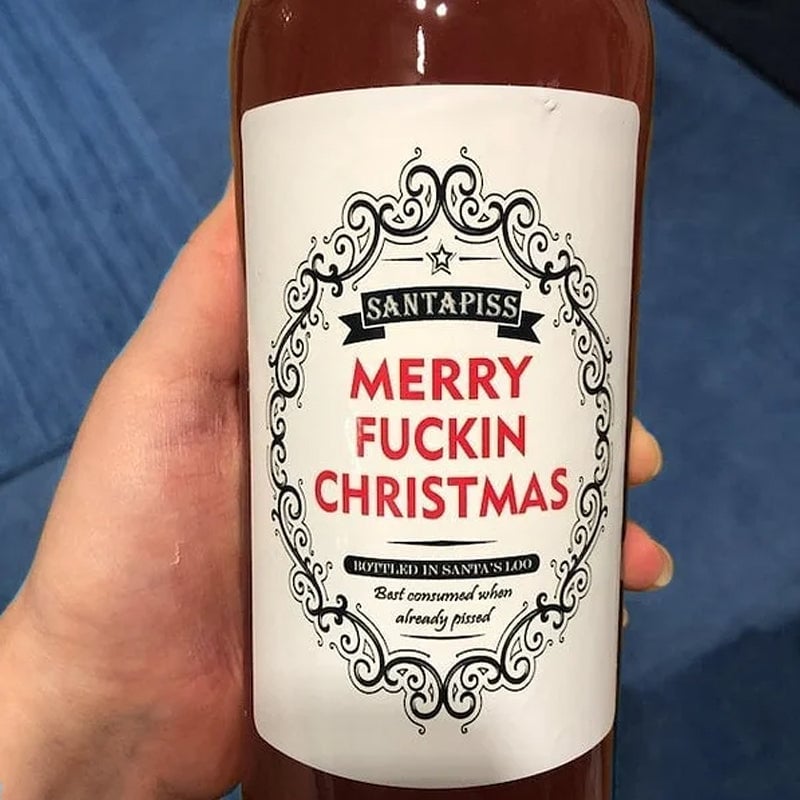 SANTAPISS
MERRY
FUCKIN
CHRISTMAS
BOTTLED IN SANTA'S LOO
Best consumed when
already pissed